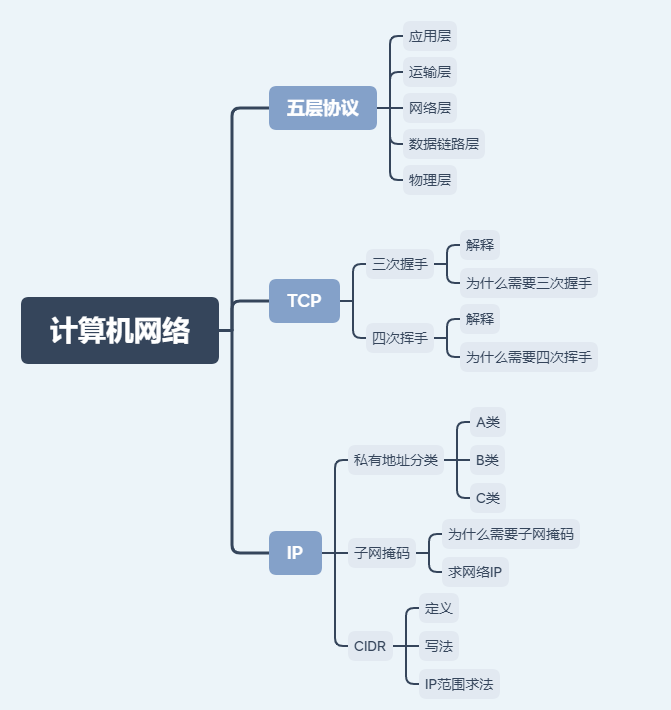 计算机网络
五层协议
应用层
运输层
网络层
数据链路层
物理层
TCP
三次握手
解释
为什么需要三次握手
四次挥手
解释
为什么需要四次挥手
IP
私有地址分类
A类
B类
C类
子网掩码
为什么需要子网掩码
求网络IP
CIDR
定义
写法
IP范围求法